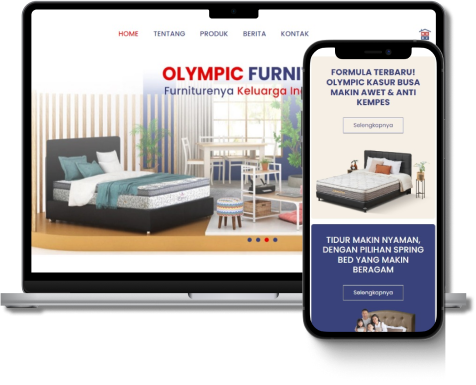 HOME TENTANG PRODUK BERITA KONTAK
OLYMPIC FURNI
Furniturenya Keluarga In
FORMULA TERBARU!
OLYMPIC KASUR BUSA
MAKIN AWET & ANTI
KEMPES
Selengkapnya
TIDUR MAKIN NYAMAN,
DENGAN PILIHAN SPRING
BED YANG MAKIN
BERAGAM
Selengkapnya